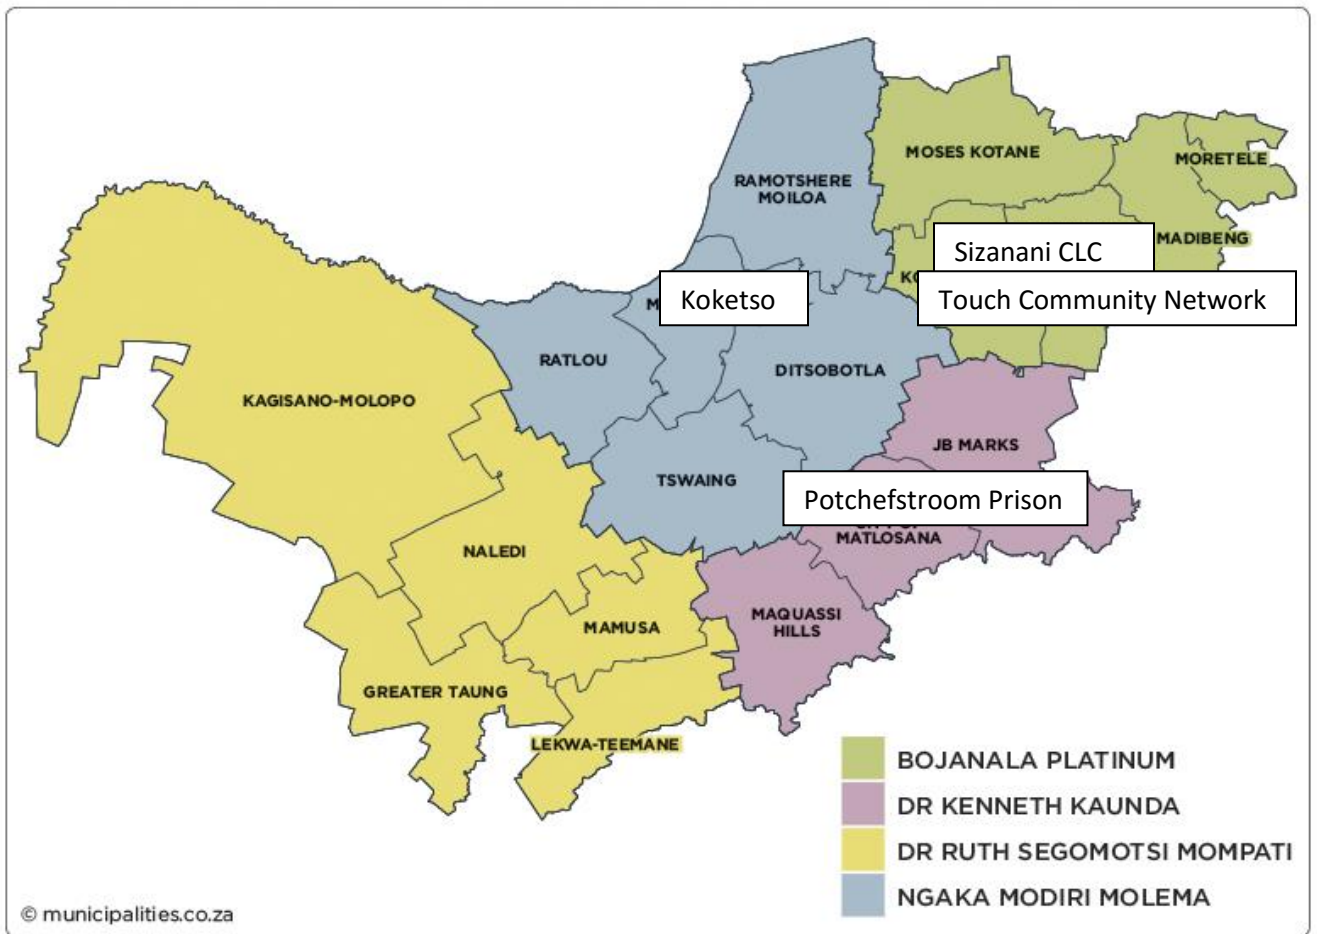 MOSES KOTANE
MORETELE
RAMOTSHERE
MOILOA
MADIBENG
Sizanani CLC
Koketso
Touch Community Network
RATLOU
DITSOBOTLA
KAGISANO-MOLOPO
JB MARKS
TSWAING
Potchefstroom Prison
MATLOSANA
NALEDI
MAQUASSI
HILLS
MAMUSA
GREATER TAUNG
LEKWA-TEEMANE
BOJANALA PLATINUM
DR KENNETH KAUNDA
DR RUTH SEGOMOTSI MOMPATI
NGAKA MODIRI MOLEMA
© municipalities.co.za